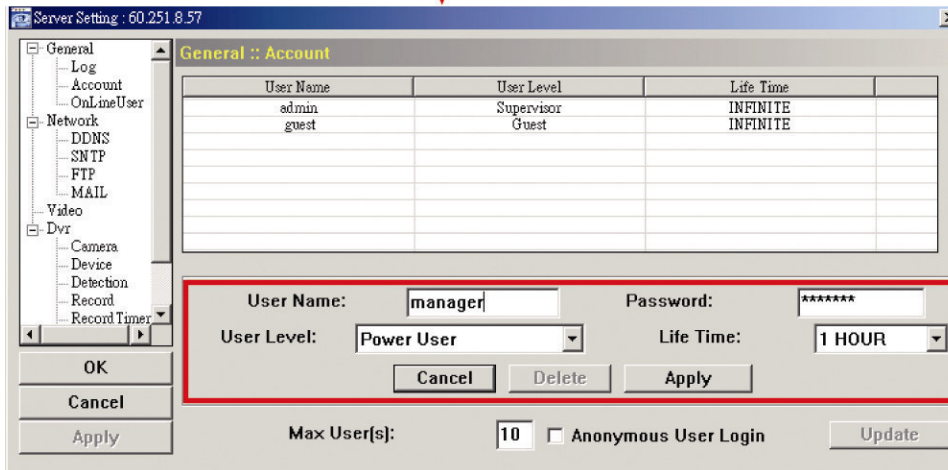 Server Setting : 60.251.8.57
General
Log
Account
OnLineUser
Network
DDNS
SNTP
FTP
MAIL
Video
Dvr
Camera
Device
Detection
Record
Record Timer
OK
Cancel
Apply
General :: Account
User Name User Level Life Time
admin Supervisor INFINITE
guest Guest INFINITE
User Name: manager Password: *******
User Level: Power User Life Time: 1 HOUR
Cancel Delete Apply
Max User(s): 10 Anonymous User Login Update